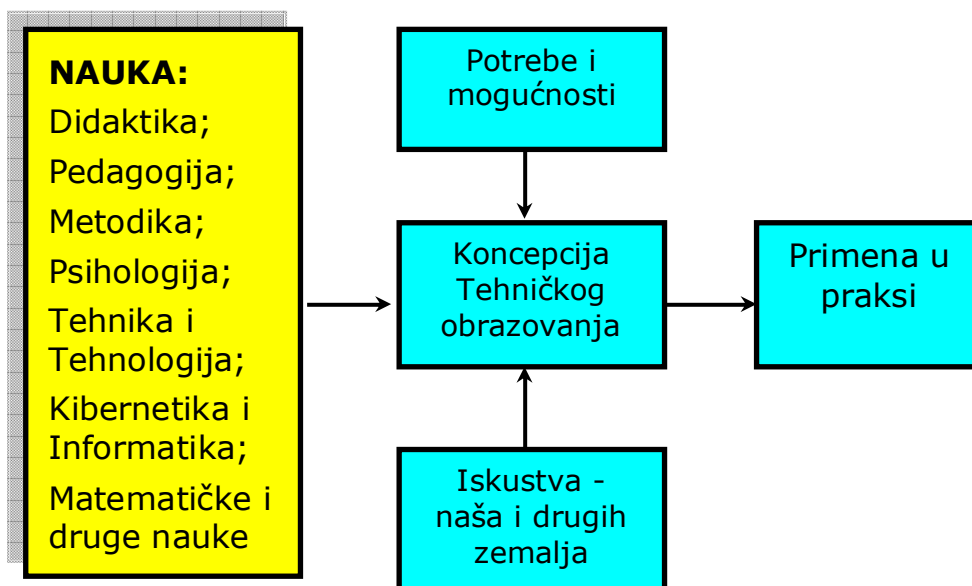 NAUKA:
Didaktika;
Pedagogija;
Metodika;
Psihologija;
Tehnika i
Tehnologija;
Kibernetika i
Informatika;
Matematičke i
druge nauke
Potrebe i
mogućnosti
Koncepcija
Tehničkog
obrazovanja
Iskustva -
naša i drugih
zemalja
Primena u
praksi